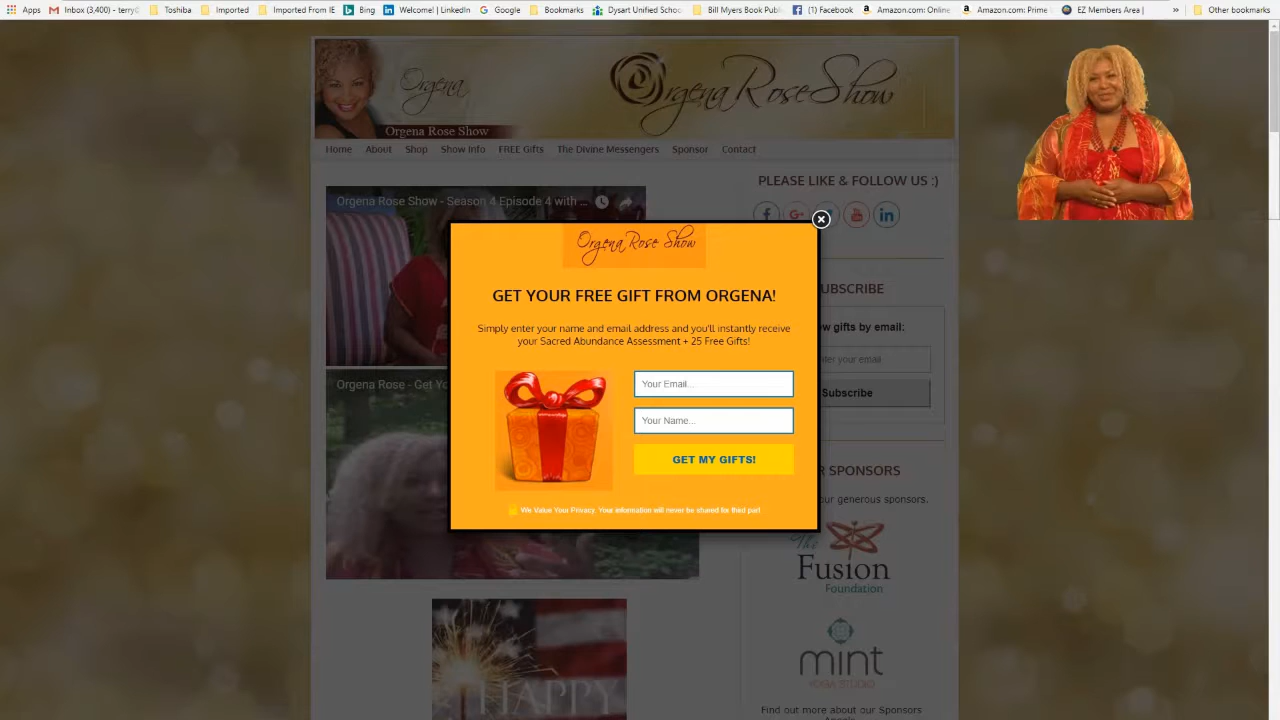 Apps
Inbox (3,400) - terry@
Toshiba
Imported
Imported From IE
Bing
Welcome! | LinkedIn
Google
Bookmarks
Dysart Unified Schoo
Bill Myers Book Publi
(1) Facebook
Amazon.com: Online
Amazon.com: Prime
EZ Members Area |
»
Other bookmarks
Orgena
Orgena Rose Show
Orgena Rose Show
Home
About
Shop
Show Info
FREE Gifts
The Divine Messengers
Sponsor
Contact
PLEASE LIKE & FOLLOW US :)
Orgena Rose Show - Season 4 Episode 4 with ...
Orgena Rose Show
GET YOUR FREE GIFT FROM ORGENA!
Simply enter your name and email address and you'll instantly receive
your Sacred Abundance Assessment + 25 Free Gifts!
Your Email...
Your Name...
GET MY GIFTS!
We Value Your Privacy. Your information will never be shared for third part
UBSCRIBE
w gifts by email:
nter your email
Subscribe
Orgena Rose - Get Yo
R SPONSORS
ur generous sponsors.
The
Fusion
Foundation
mint
YOGA STUDIO
Find out more about our Sponsors
HAPPY